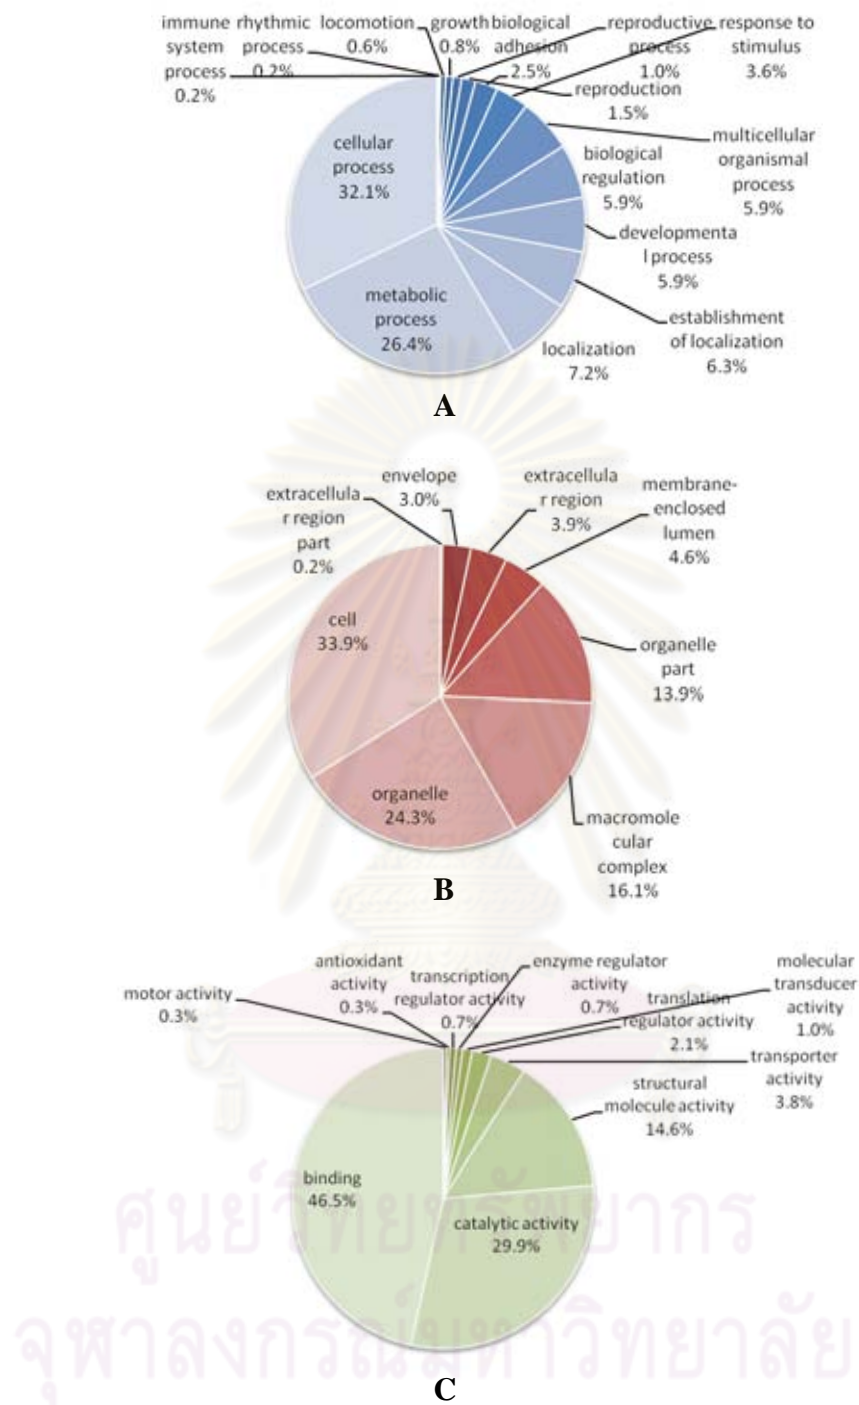 immune
system
process
0.2%
rhythmic
process
0.2%
locomotion
0.6%
growth
0.8%
biological
adhesion
2.5%
reproductive
process
1.0%
response to
stimulus
3.6%
reproduction
1.5%
multicellular
organismal
process
5.9%
biological
regulation
5.9%
developmenta
l process
5.9%
establishment
of localization
6.3%
localization
7.2%
metabolic
process
26.4%
cellular
process
32.1%
A
extracellula
r region
part
0.2%
envelope
3.0%
extracellula
r region
3.9%
membrane-
enclosed
lumen
4.6%
organelle
part
13.9%
macromole
cular
complex
16.1%
organelle
24.3%
cell
33.9%
B
motor activity
0.3%
antioxidant
activity
0.3%
transcription
regulator activity
0.7%
enzyme regulator
activity
0.7%
molecular
transducer
activity
1.0%
translation
regulator activity
2.1%
transporter
activity
3.8%
structural
molecule activity
14.6%
catalytic activity
29.9%
binding
46.5%
ศูนย์วิทยทรัพยากร
จุฬาลงกรณ์มหาวิทยาลัย
C